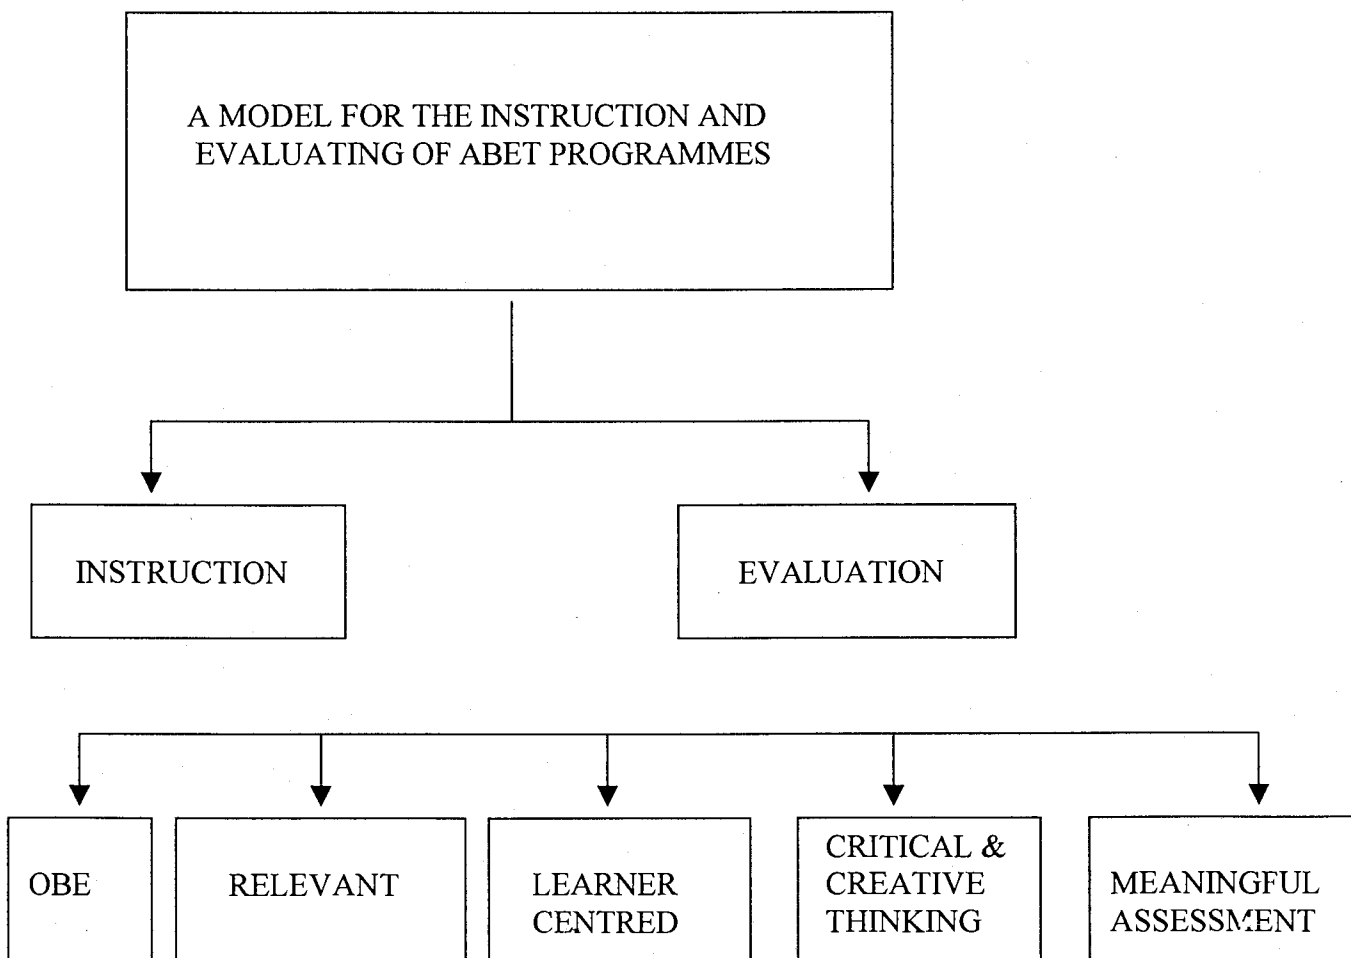 A MODEL FOR THE INSTRUCTION AND
EVALUATING OF ABET PROGRAMMES
INSTRUCTION
EVALUATION
OBE
RELEVANT
LEARNER
CENTRED
CRITICAL &
CREATIVE
THINKING
MEANINGFUL
ASSESSMENT